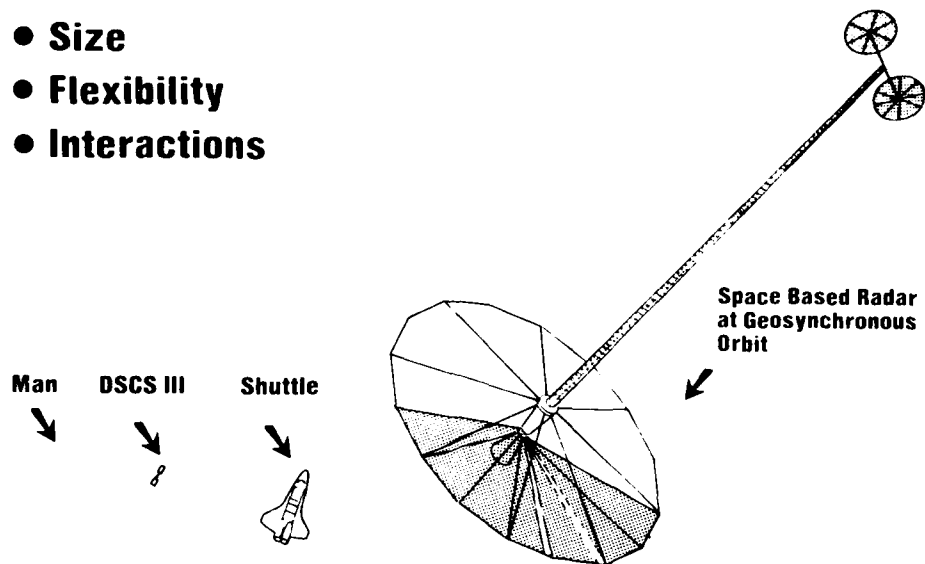 ● Size
● Flexibility
● Interactions
Space Based Radar
at Geosynchronous
Orbit
Man
DSCS III
Shuttle